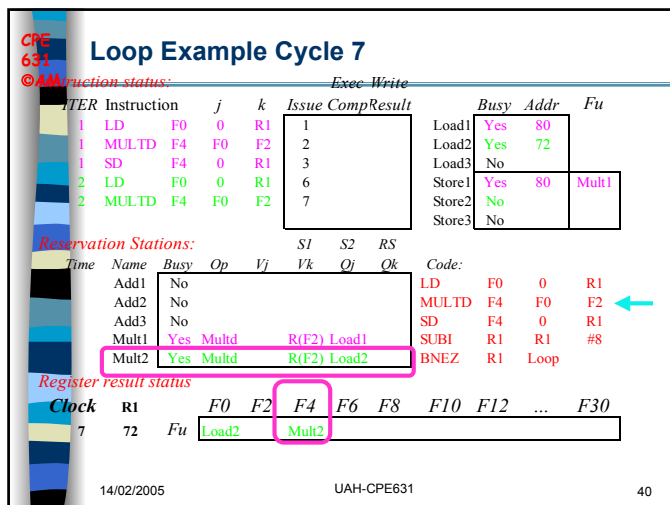 CPE
631
©AM
Loop Example Cycle 7
Instruction status: Exec Write
ITER Instruction j k Issue Comp Result Busy Addr Fu
1 LD F0 0 R1 1 Load1 Yes 80
1 MULTD F4 F0 F2 2 Load2 Yes 72
1 SD F4 0 R1 3 Load3 No
2 LD F0 0 R1 6 Store1 Yes 80 Mult1
2 MULTD F4 F0 F2 7 Store2 No
Store3 No
Reservation Stations: S1 S2 RS
Time Name Busy Op Vj Vk Qj Qk Code:
Add1 No LD F0 0 R1
Add2 No MULTD F4 F0 F2
Add3 No SD F4 0 R1
Mult1 Yes Multd R(F2) Load1 SUBI R1 R1 #8
Mult2 Yes Multd R(F2) Load2 BNEZ R1 Loop
Register result status
Clock R1 F0 F2 F4 F6 F8 F10 F12 ... F30
7 72 Fu Load2 Mult2
14/02/2005 UAH-CPE631 40